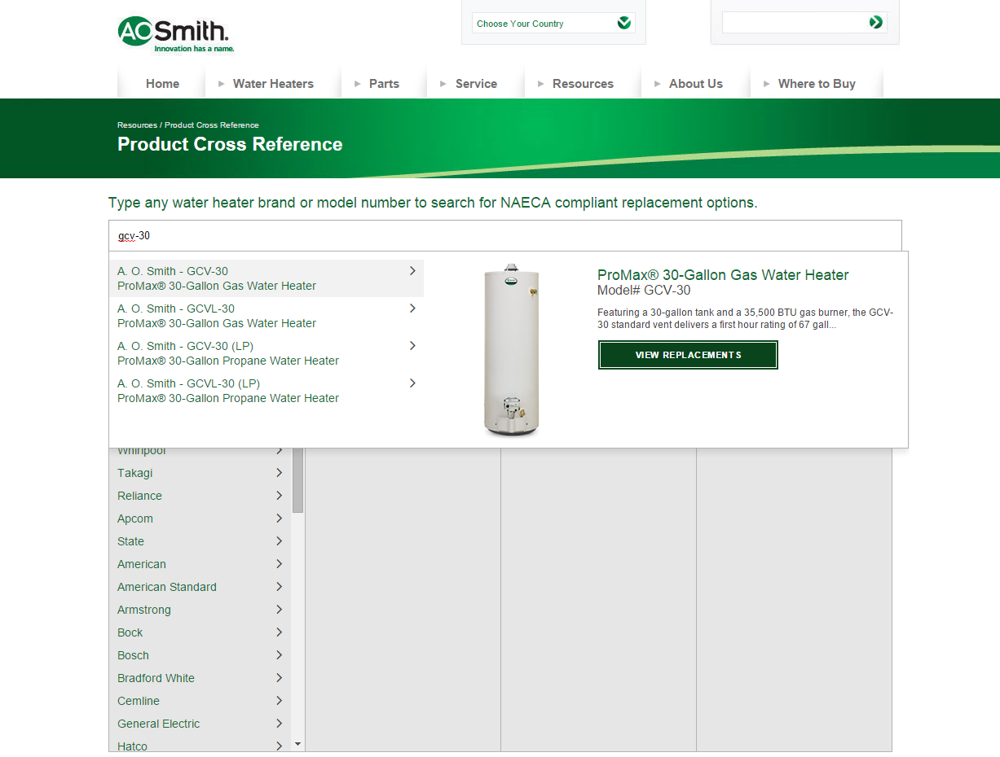 AOSmith.
Innovation has a name.
Choose Your Country
Home
Water Heaters
Parts
Service
Resources
About Us
Where to Buy
Resources / Product Cross Reference
Product Cross Reference
Type any water heater brand or model number to search for NAECA compliant replacement options.
gcv-30
A. O. Smith - GCV-30
ProMax® 30-Gallon Gas Water Heater
A. O. Smith - GCVL-30
ProMax® 30-Gallon Gas Water Heater
A. O. Smith - GCV-30 (LP)
ProMax® 30-Gallon Propane Water Heater
A. O. Smith - GCVL-30 (LP)
ProMax® 30-Gallon Propane Water Heater
ProMax® 30-Gallon Gas Water Heater
Model# GCV-30
Featuring a 30-gallon tank and a 35,500 BTU gas burner, the GCV-
30 standard vent delivers a first hour rating of 67 gall...
VIEW REPLACEMENTS
Whirlpool
Takagi
Reliance
Apcom
State
American
American Standard
Armstrong
Bock
Bosch
Bradford White
Cemline
General Electric
Hatco